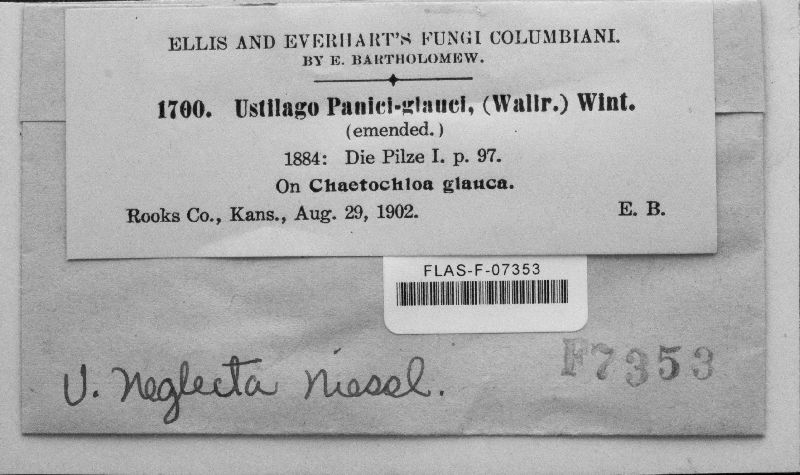 ELLIS AND EVERHART'S FUNGI COLUMBIANI.
BY E. BARTHOLOMEW.
1700. Ustilago Panici-glauci, (Wallr.) Wint.
(emended.)
1884: Die Pilze I. p. 97.
On Chaetochloa glauca.
Rooks Co., Kans., Aug. 29, 1902. E. B.
FLAS-F-07353
F7353
U. neglecta Niessl.